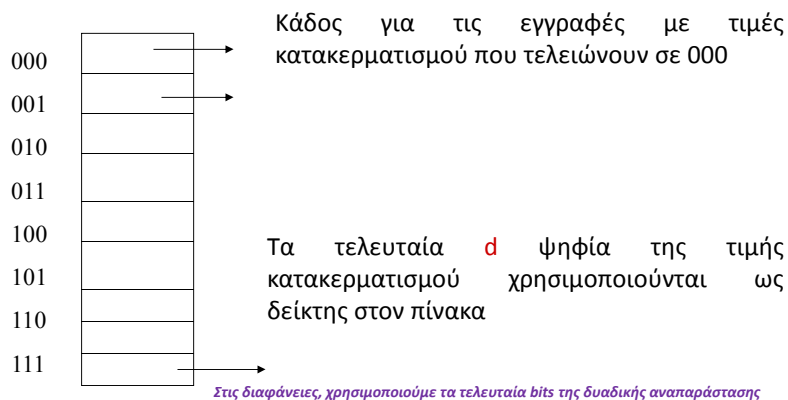 000
001
010
011
100
101
110
111
Κάδος για τις εγγραφές με τιμές
κατακερματισμού που τελειώνουν σε 000
Τα τελευταία d ψηφία της τιμής
κατακερματισμού χρησιμοποιούνται ως
δείκτης στον πίνακα
Στις διαφάνειες, χρησιμοποιούμε τα τελευταία bits της δυαδικής αναπαράστασης